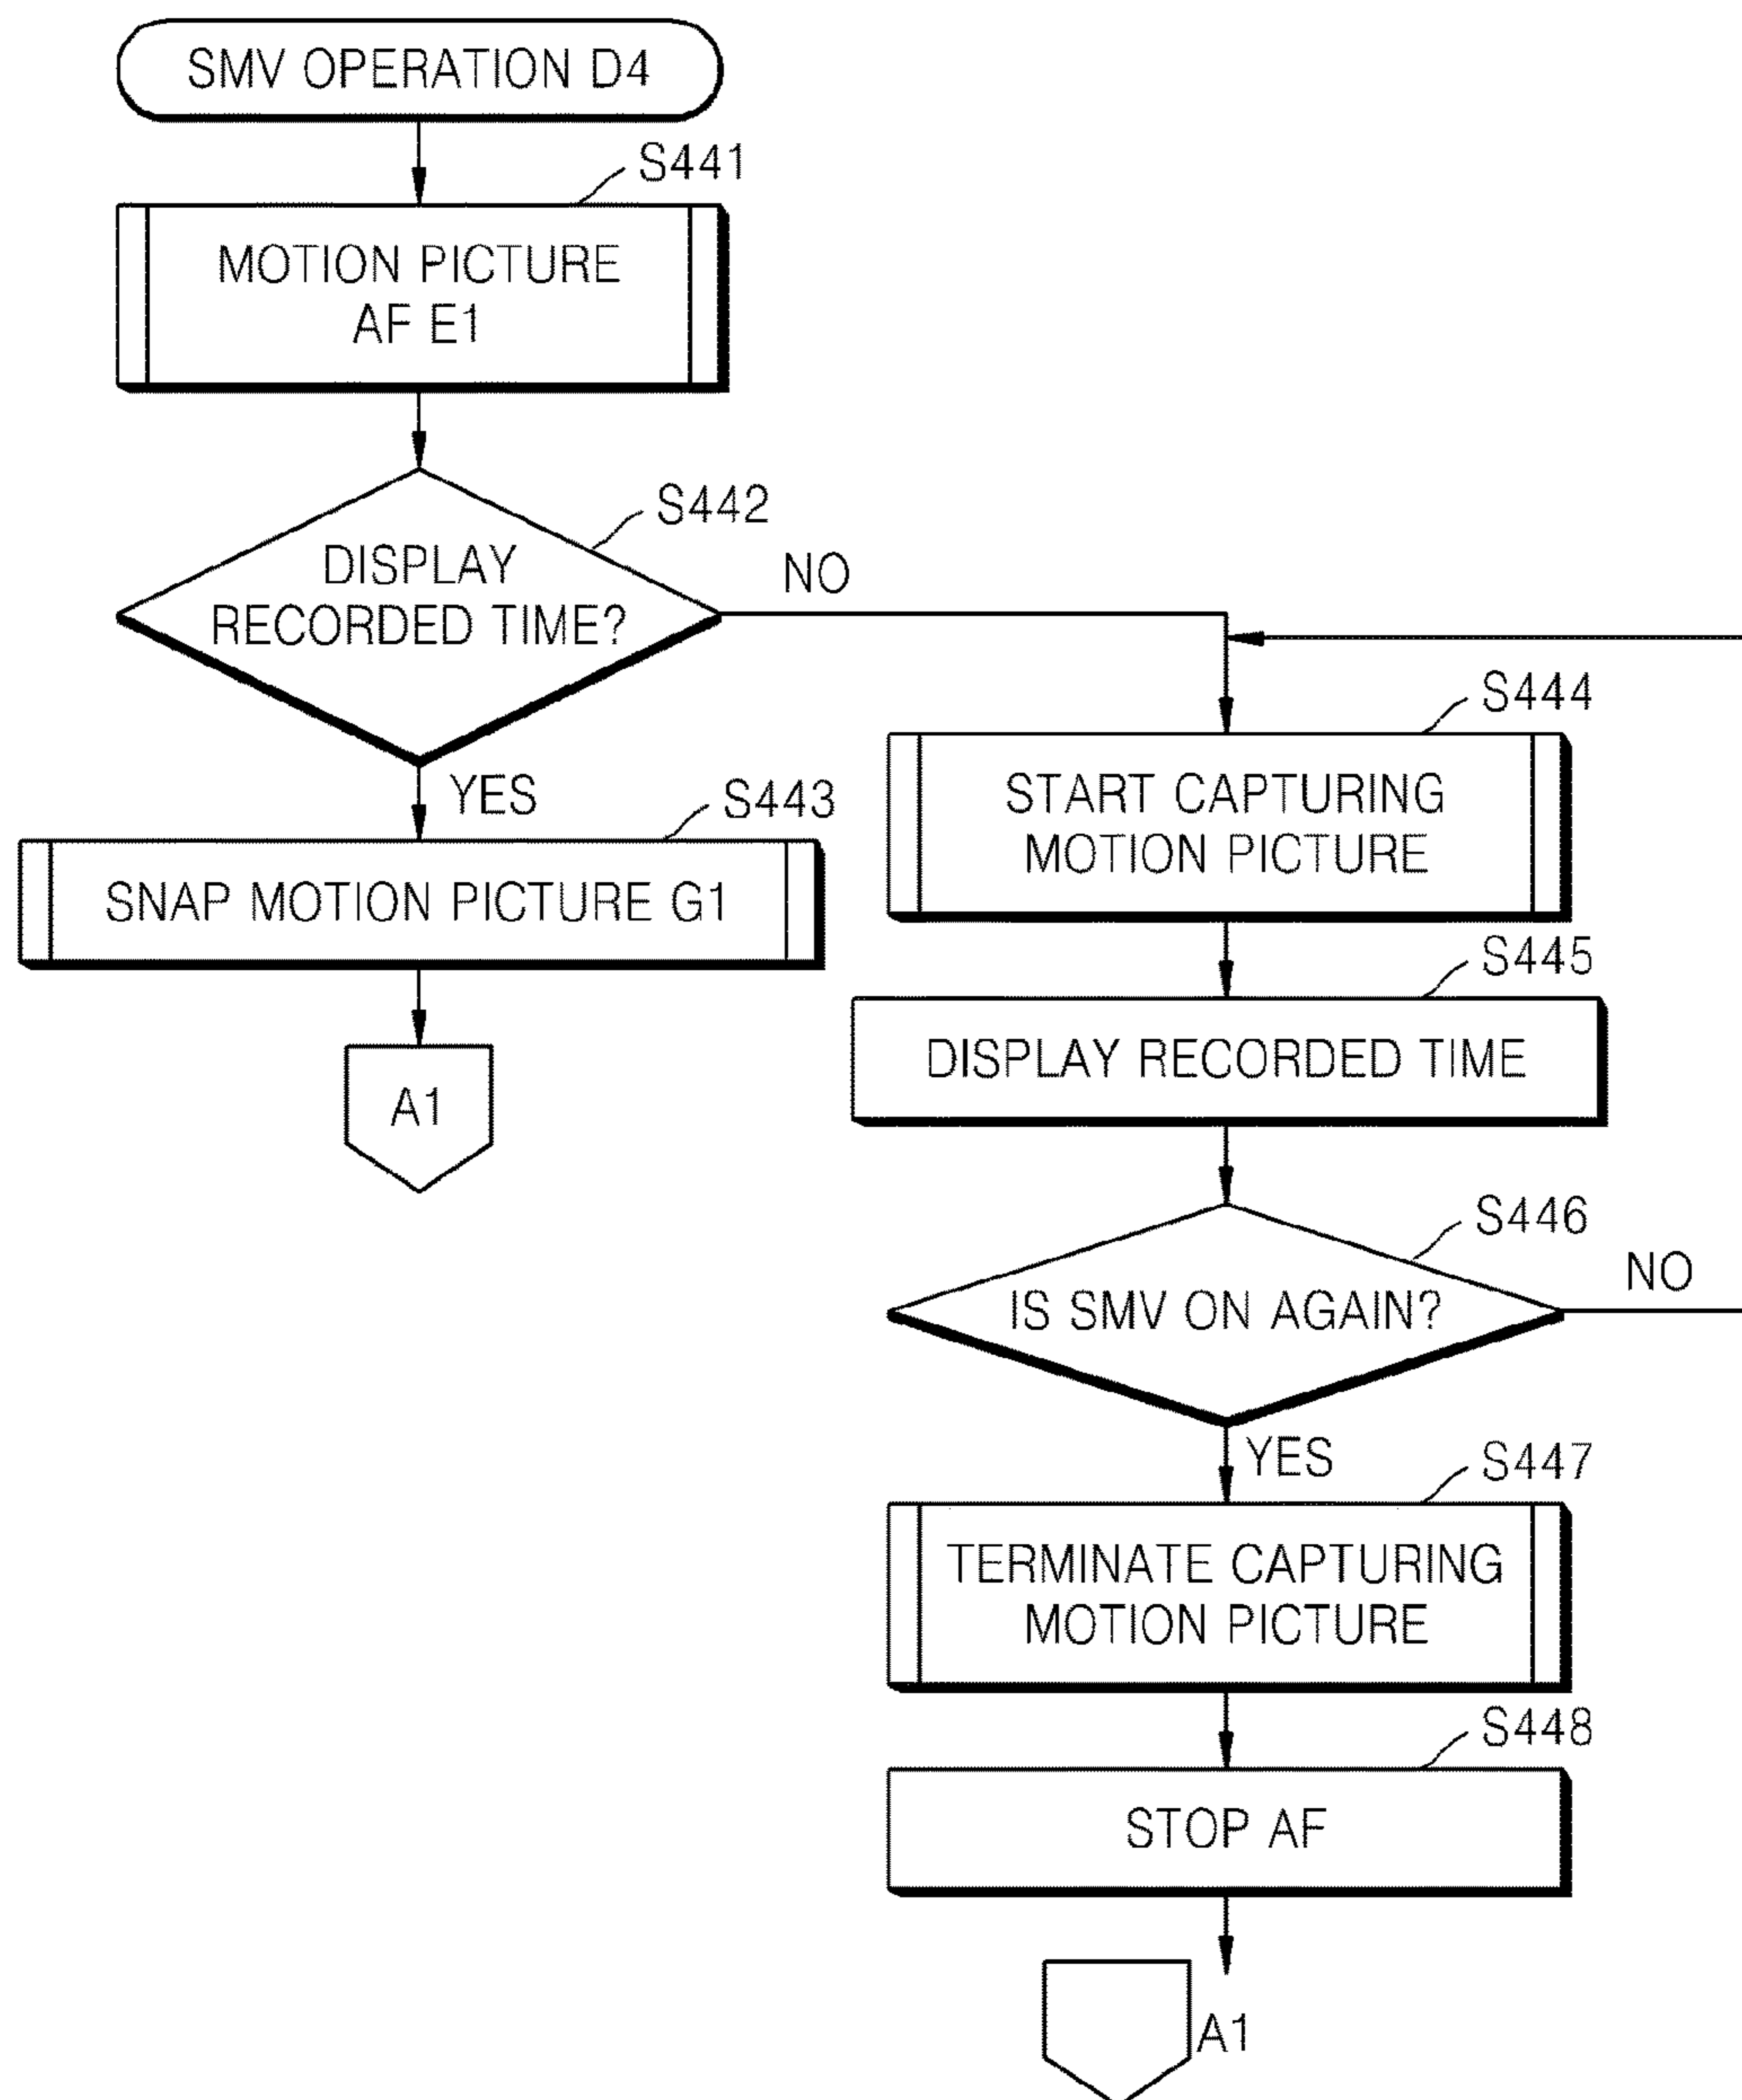 SMV OPERATION D4
S441
MOTION PICTURE
AF E1
S442
DISPLAY
RECORDED TIME?
NO
YES
S443
SNAP MOTION PICTURE G1
A1
S444
START CAPTURING
MOTION PICTURE
S445
DISPLAY RECORDED TIME
S446
IS SMV ON AGAIN?
NO
YES
S447
TERMINATE CAPTURING
MOTION PICTURE
S448
STOP AF
A1